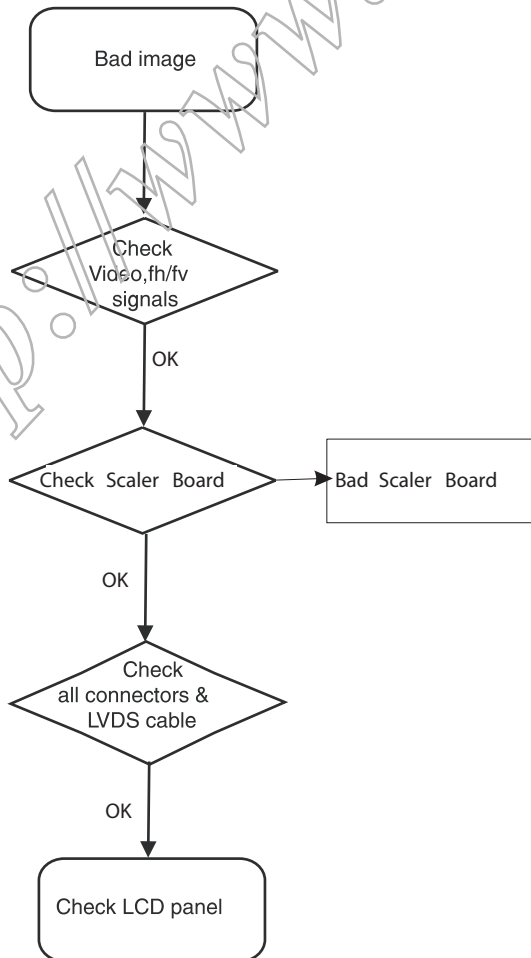 Bad image
Check
Video,fh/fv
signals
OK
Check Scaler Board
Bad Scaler Board
OK
Check
all connectors &
LVDS cable
OK
Check LCD panel
p://www.